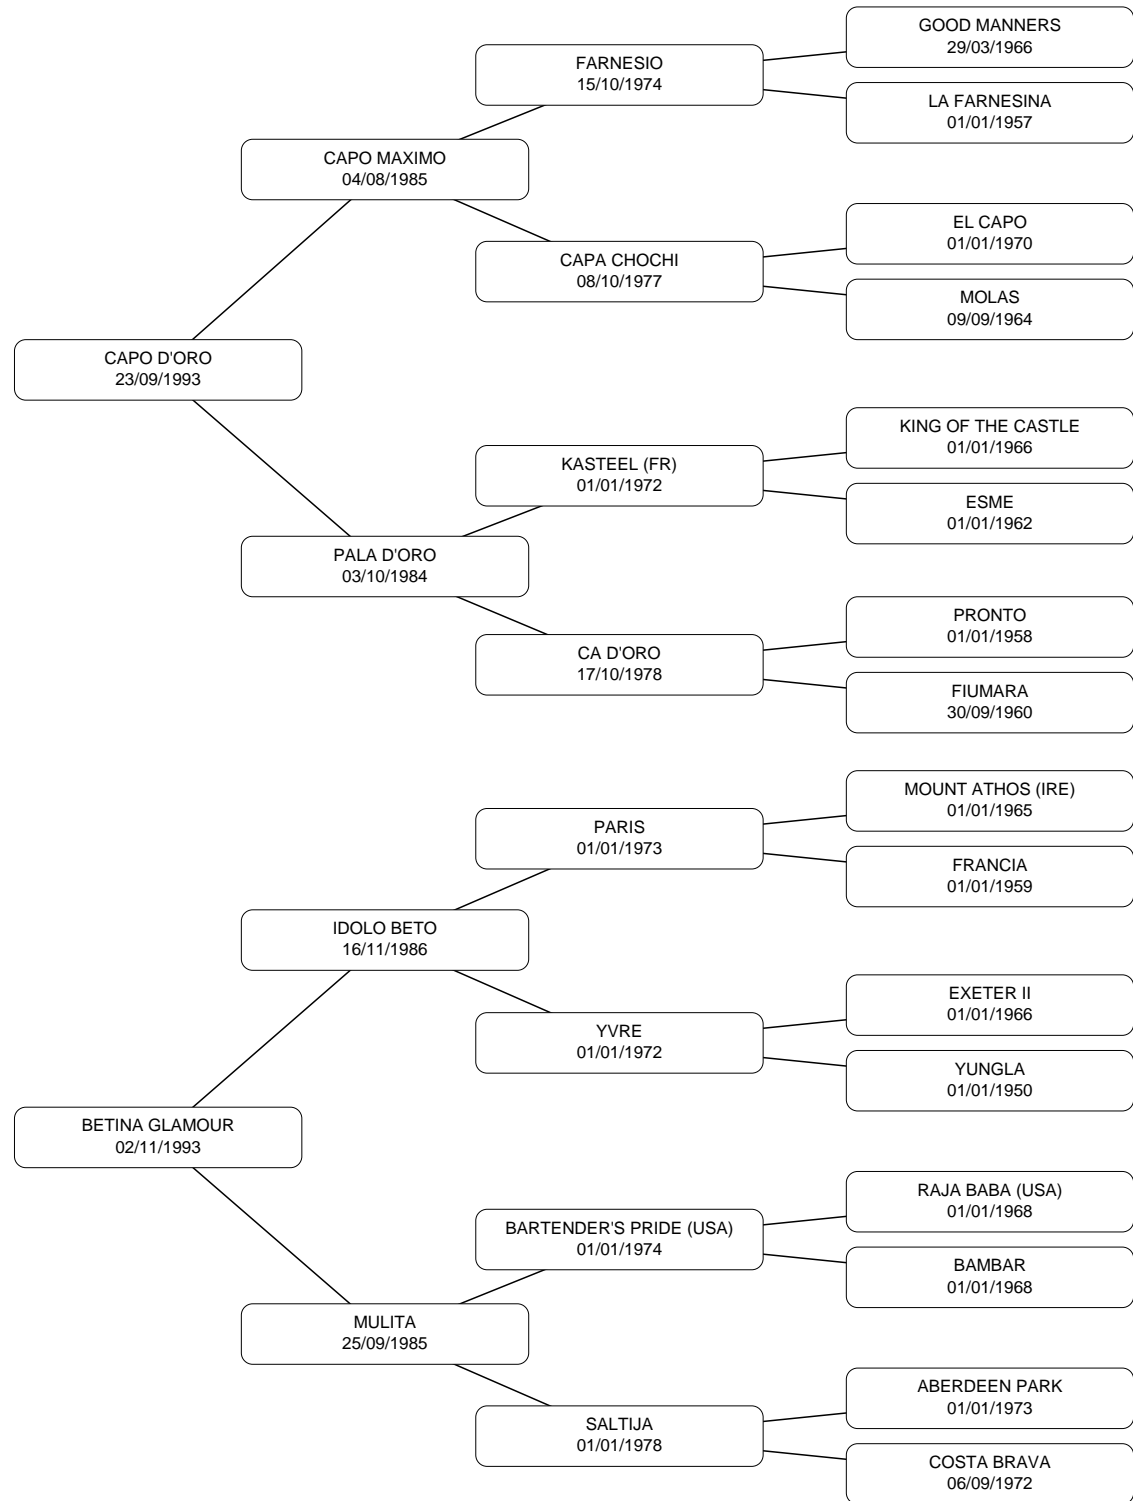 GOOD MANNERS
29/03/1966
FARNESIO
15/10/1974
LA FARNESINA
01/01/1957
CAPO MAXIMO
04/08/1985
EL CAPO
01/01/1970
CAPA CHOCHI
08/10/1977
MOLAS
09/09/1964
CAPO D'ORO
23/09/1993
KING OF THE CASTLE
01/01/1966
KASTEEL (FR)
01/01/1972
ESME
01/01/1962
PALA D'ORO
03/10/1984
PRONTO
01/01/1958
CA D'ORO
17/10/1978
FIUMARA
30/09/1960
MOUNT ATHOS (IRE)
01/01/1965
PARIS
01/01/1973
FRANCIA
01/01/1959
IDOLO BETO
16/11/1986
EXETER II
01/01/1966
YVRE
01/01/1972
YUNGLA
01/01/1950
BETINA GLAMOUR
02/11/1993
RAJA BABA (USA)
01/01/1968
BARTENDER'S PRIDE (USA)
01/01/1974
BAMBAR
01/01/1968
MULITA
25/09/1985
ABERDEEN PARK
01/01/1973
SALTIJA
01/01/1978
COSTA BRAVA
06/09/1972